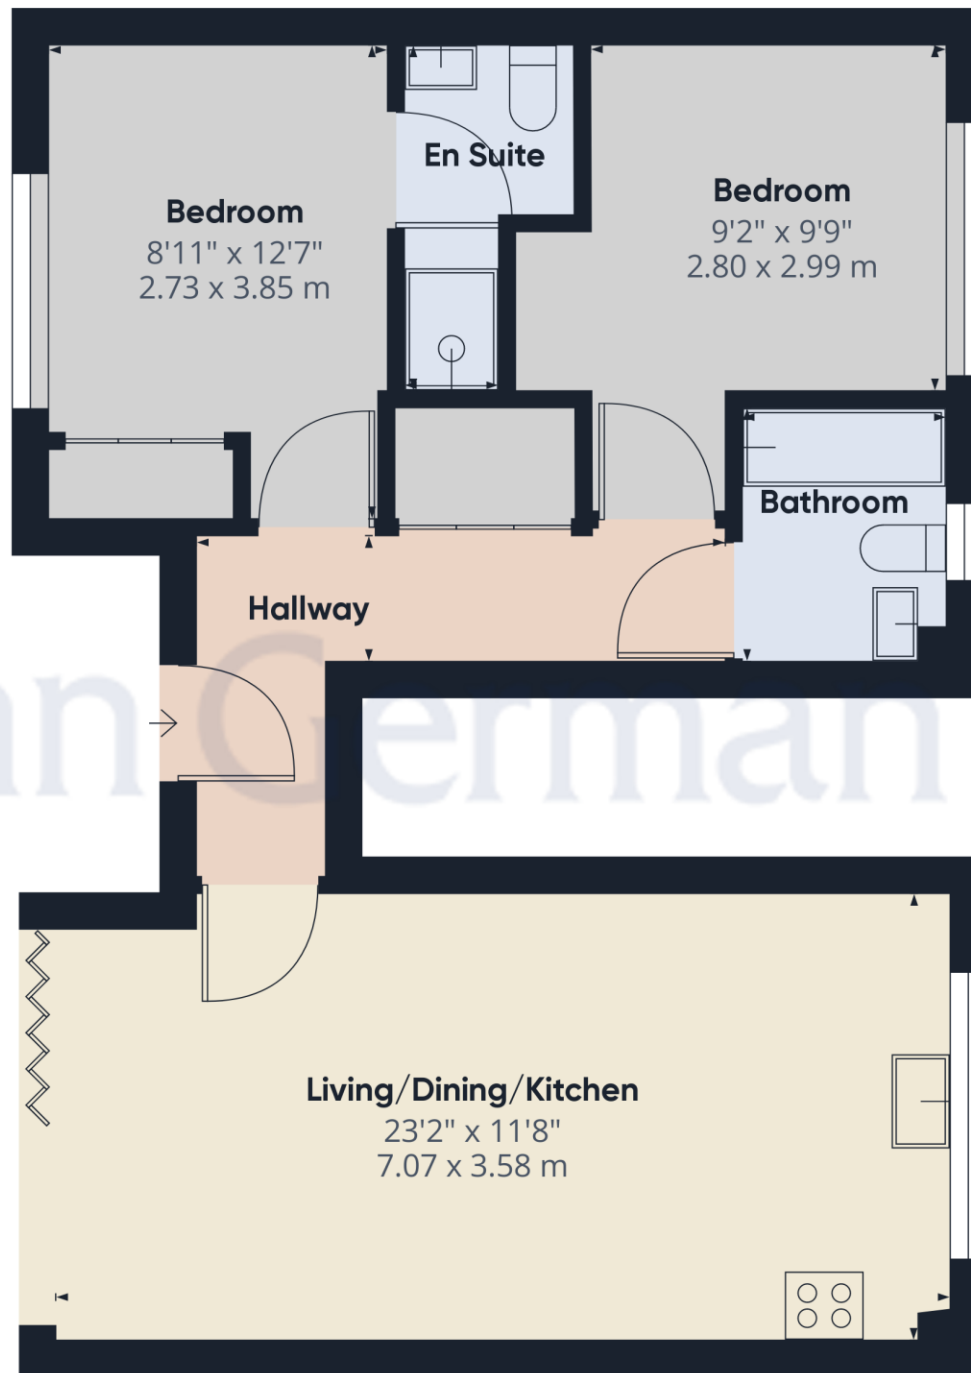 En Suite
Bedroom
8'11" x 12'7"
2.73 x 3.85 m
Bedroom
9'2" x 9'9"
2.80 x 2.99 m
Bathroom
Hallway
n German
Living/Dining/Kitchen
23'2" x 11'8"
7.07 x 3.58 m